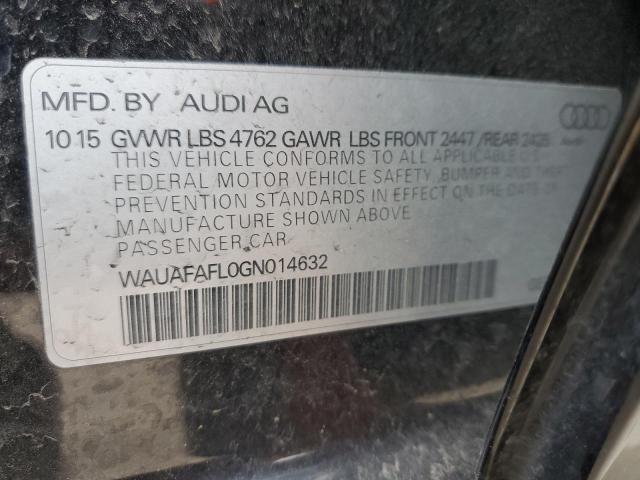 MFD. BY AUDI AG
10 15 GVWR LBS 4762 GAWR LBS FRONT 2447 /REAR
THIS VEHICLE CONFORMS TO ALL APPLICABLE U.S.
FEDERAL MOTOR VEHICLE SAFETY, BUMPER AND THEFT
PREVENTION STANDARDS IN EFFECT ON THE DATE OF
MANUFACTURE SHOWN ABOVE.
PASSENGER CAR
WAUAFAFL0GN014632